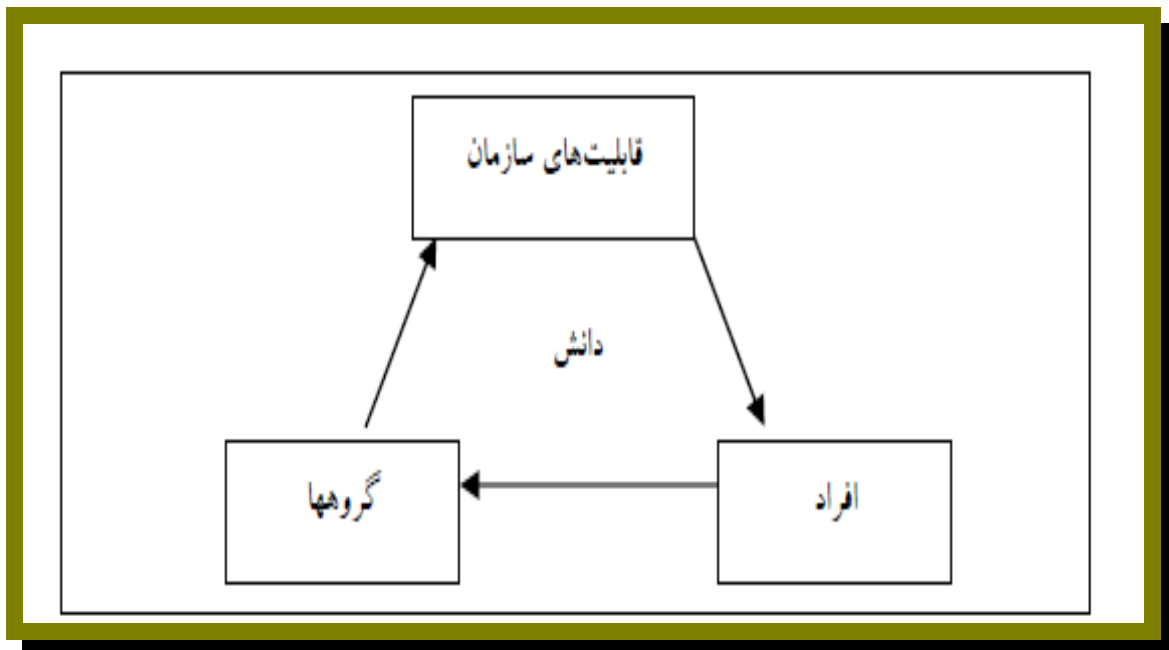 قابلیت‌های سازمان
دانش
افراد
گروهها